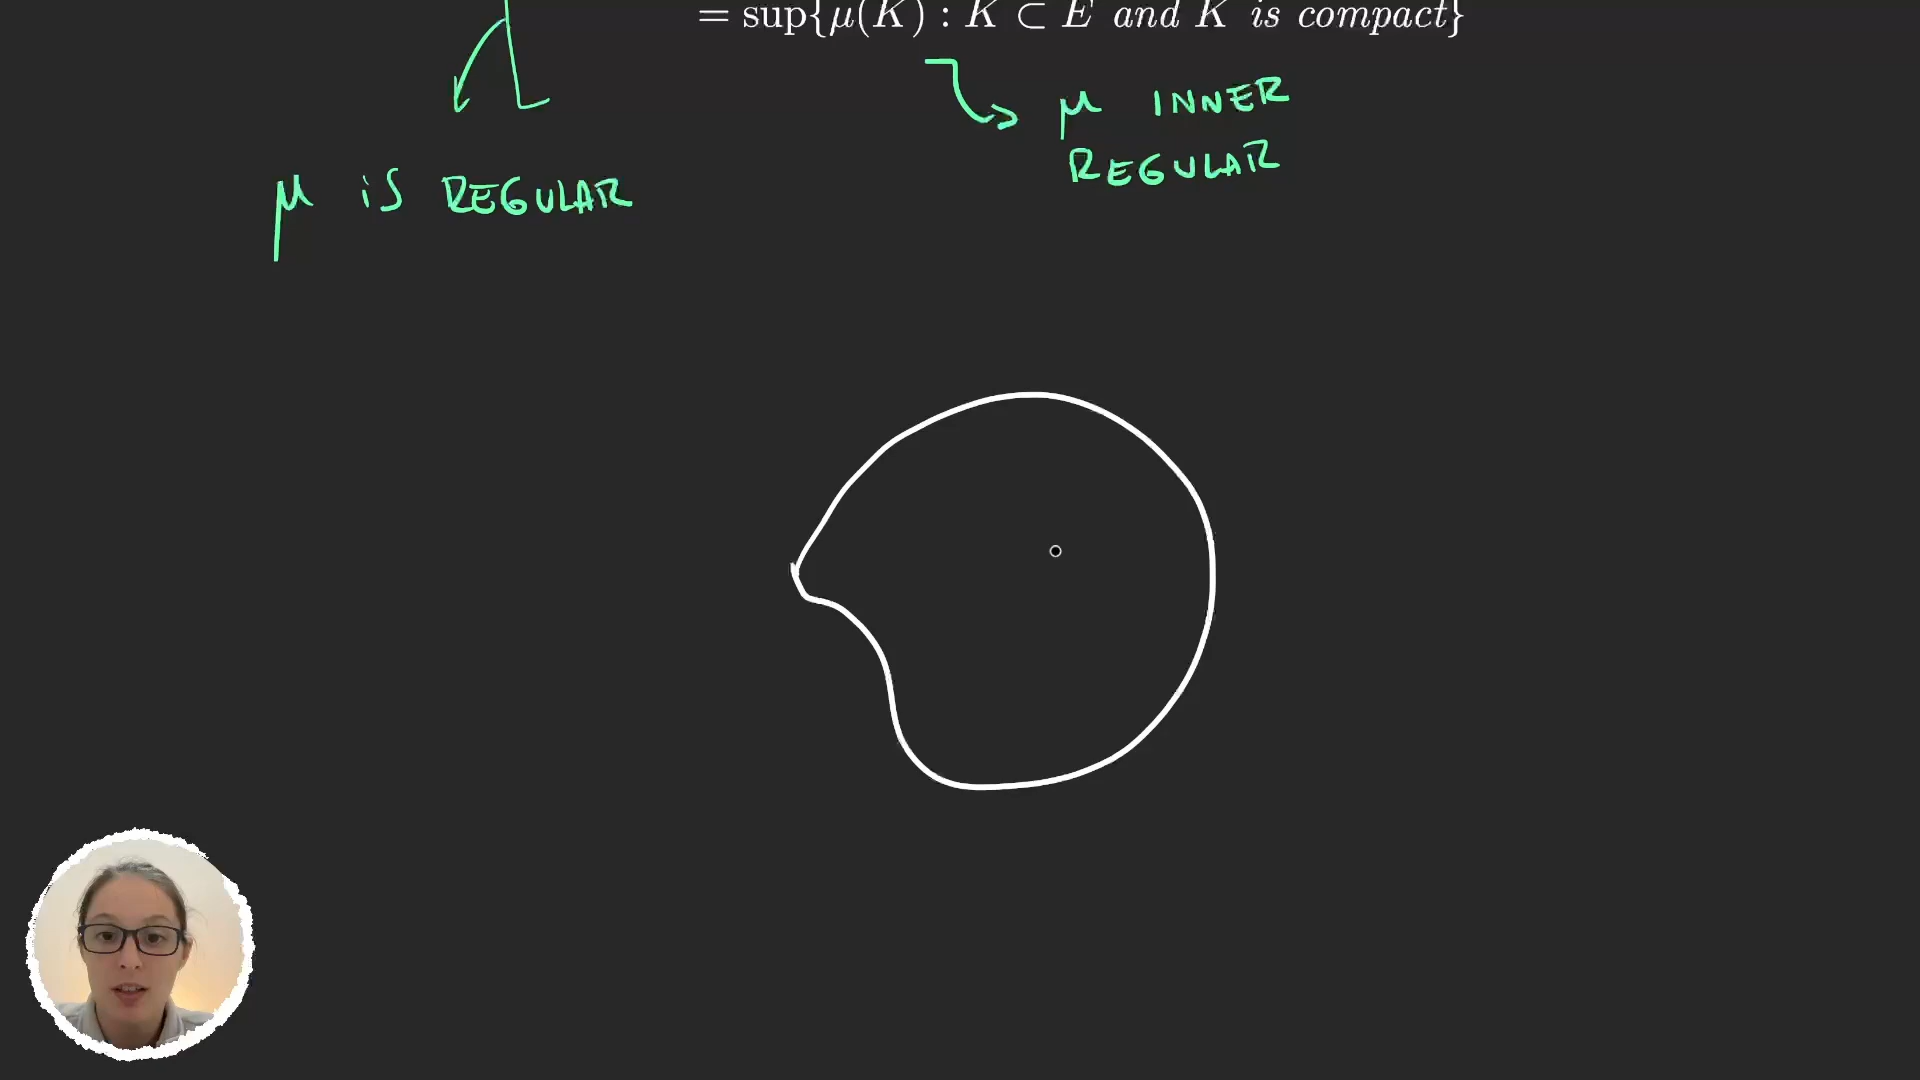 = sup{μ(K) : K ⊂ E and K is compact}
μ INNER
REGULAR
μ iS REGULAR